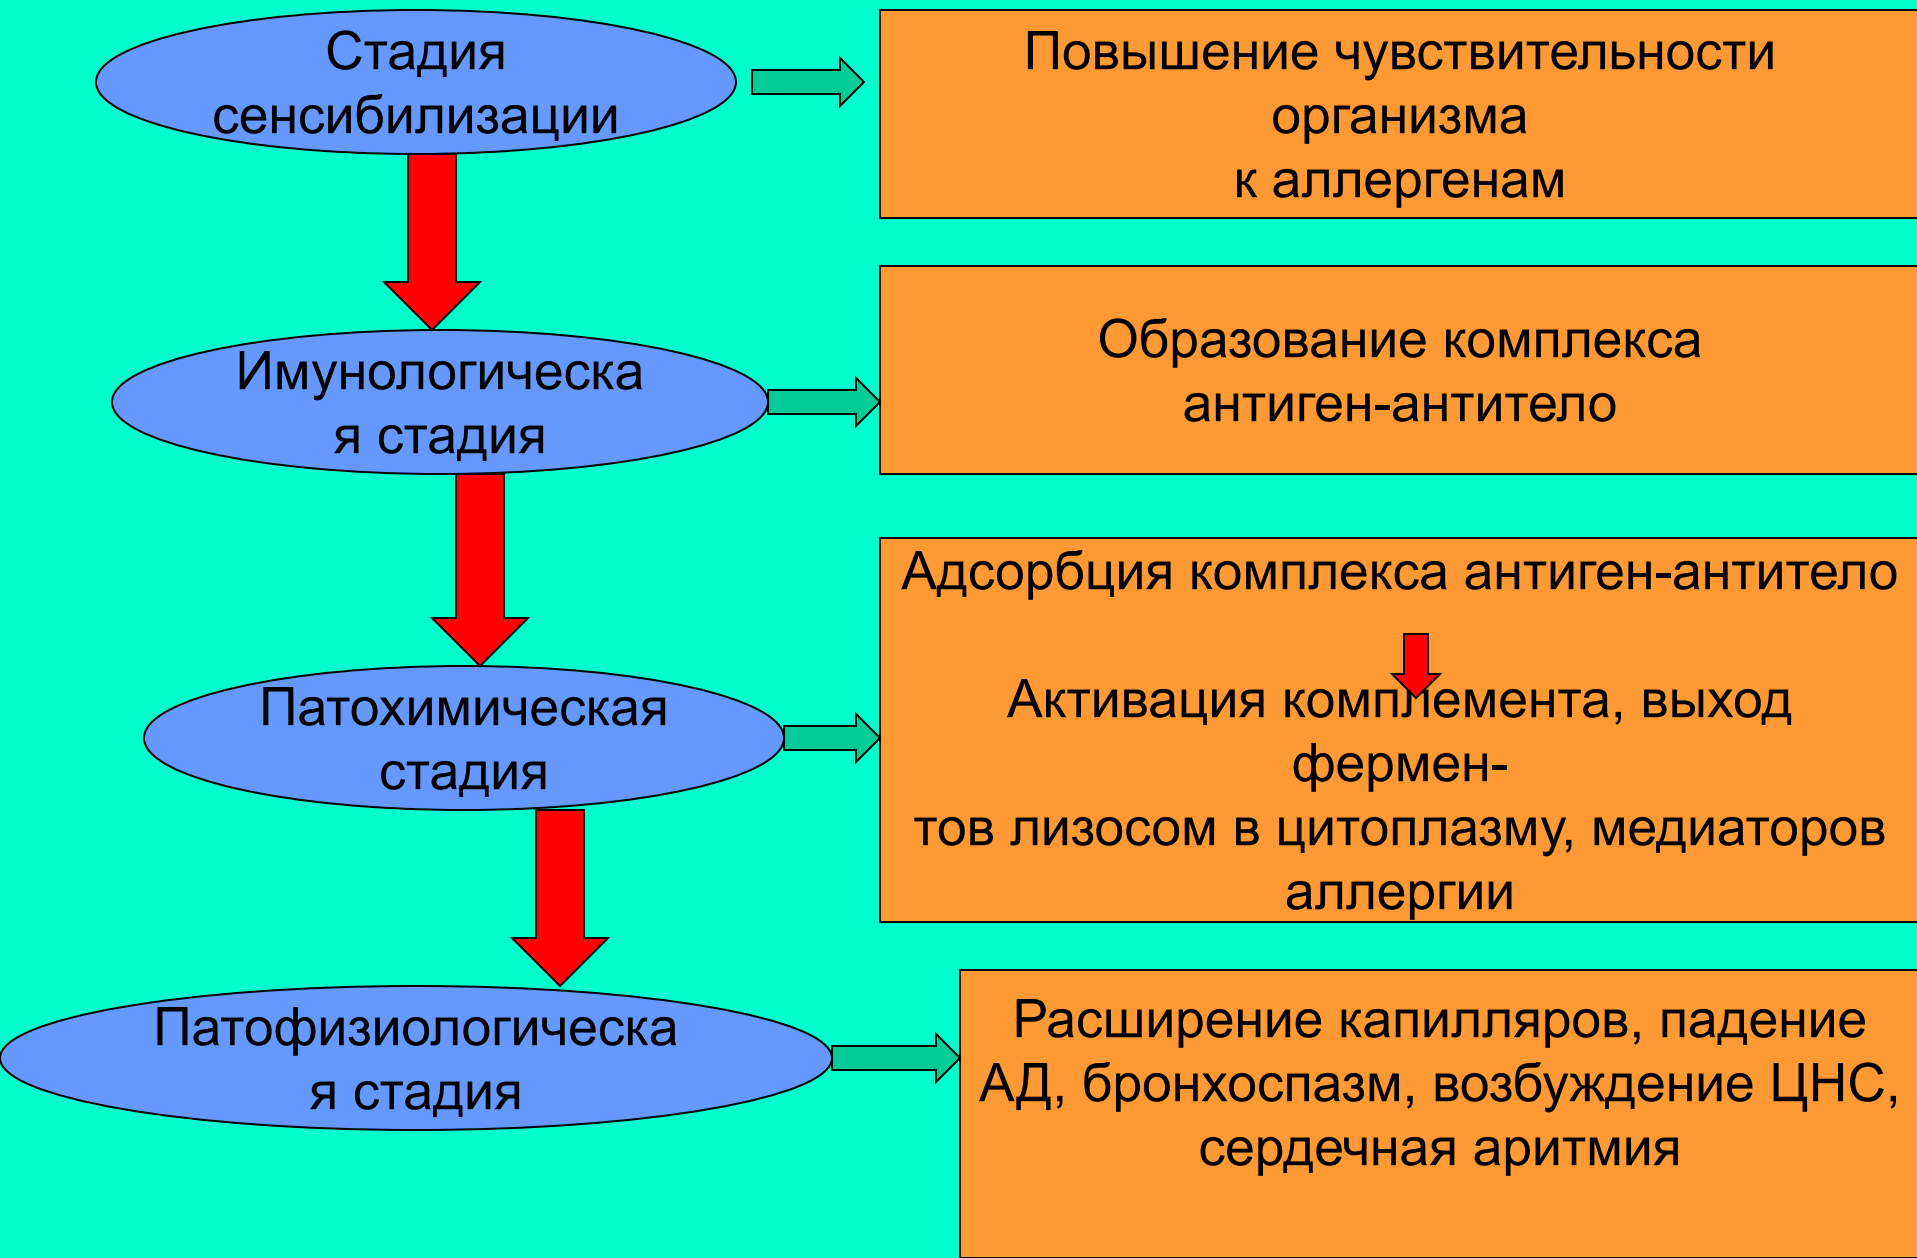 Стадия
сенсибилизации
Повышение чувствительности
организма
к аллергенам
Имунологическа
я стадия
Образование комплекса
антиген-антитело
Патохимическая
стадия
Адсорбция комплекса антиген-антитело
Активация комплемента, выход
фермен-
тов лизосом в цитоплазму, медиаторов
аллергии
Патофизиологическа
я стадия
Расширение капилляров, падение
АД, бронхоспазм, возбуждение ЦНС,
сердечная аритмия